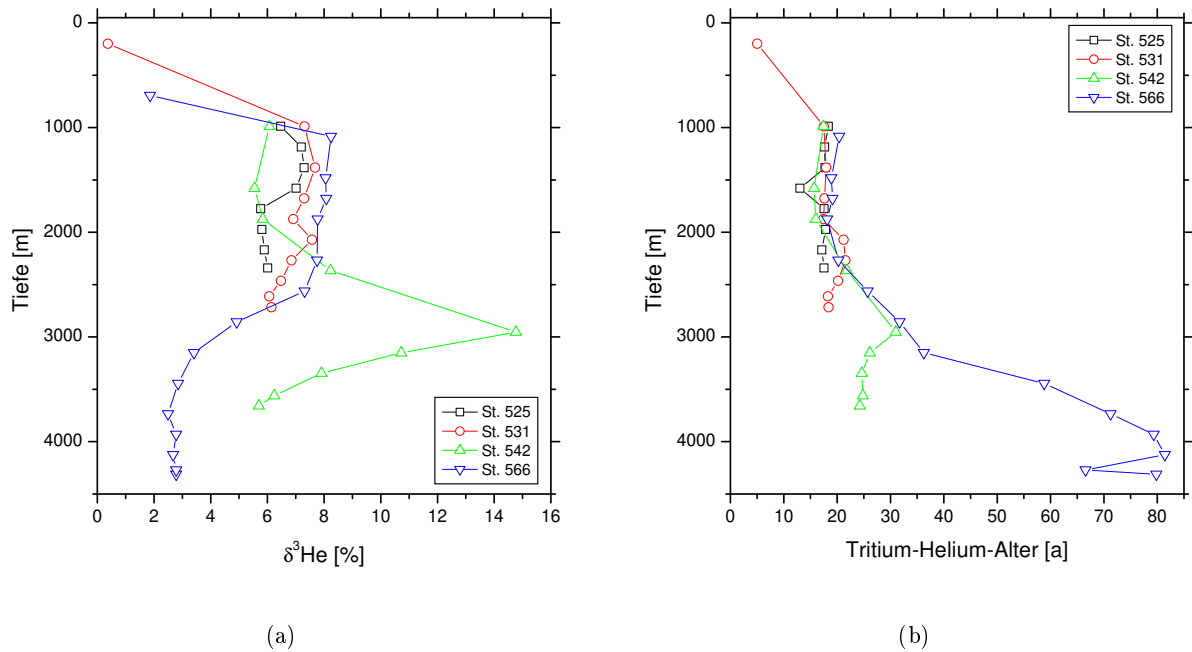 0
1000
2000
3000
4000
Tiefe [m]
0 2 4 6 8 10 12 14 16
δ³He [%]
St. 525
St. 531
St. 542
St. 566
(a)
0
1000
2000
3000
4000
Tiefe [m]
0 10 20 30 40 50 60 70 80
Tritium-Helium-Alter [a]
St. 525
St. 531
St. 542
St. 566
(b)